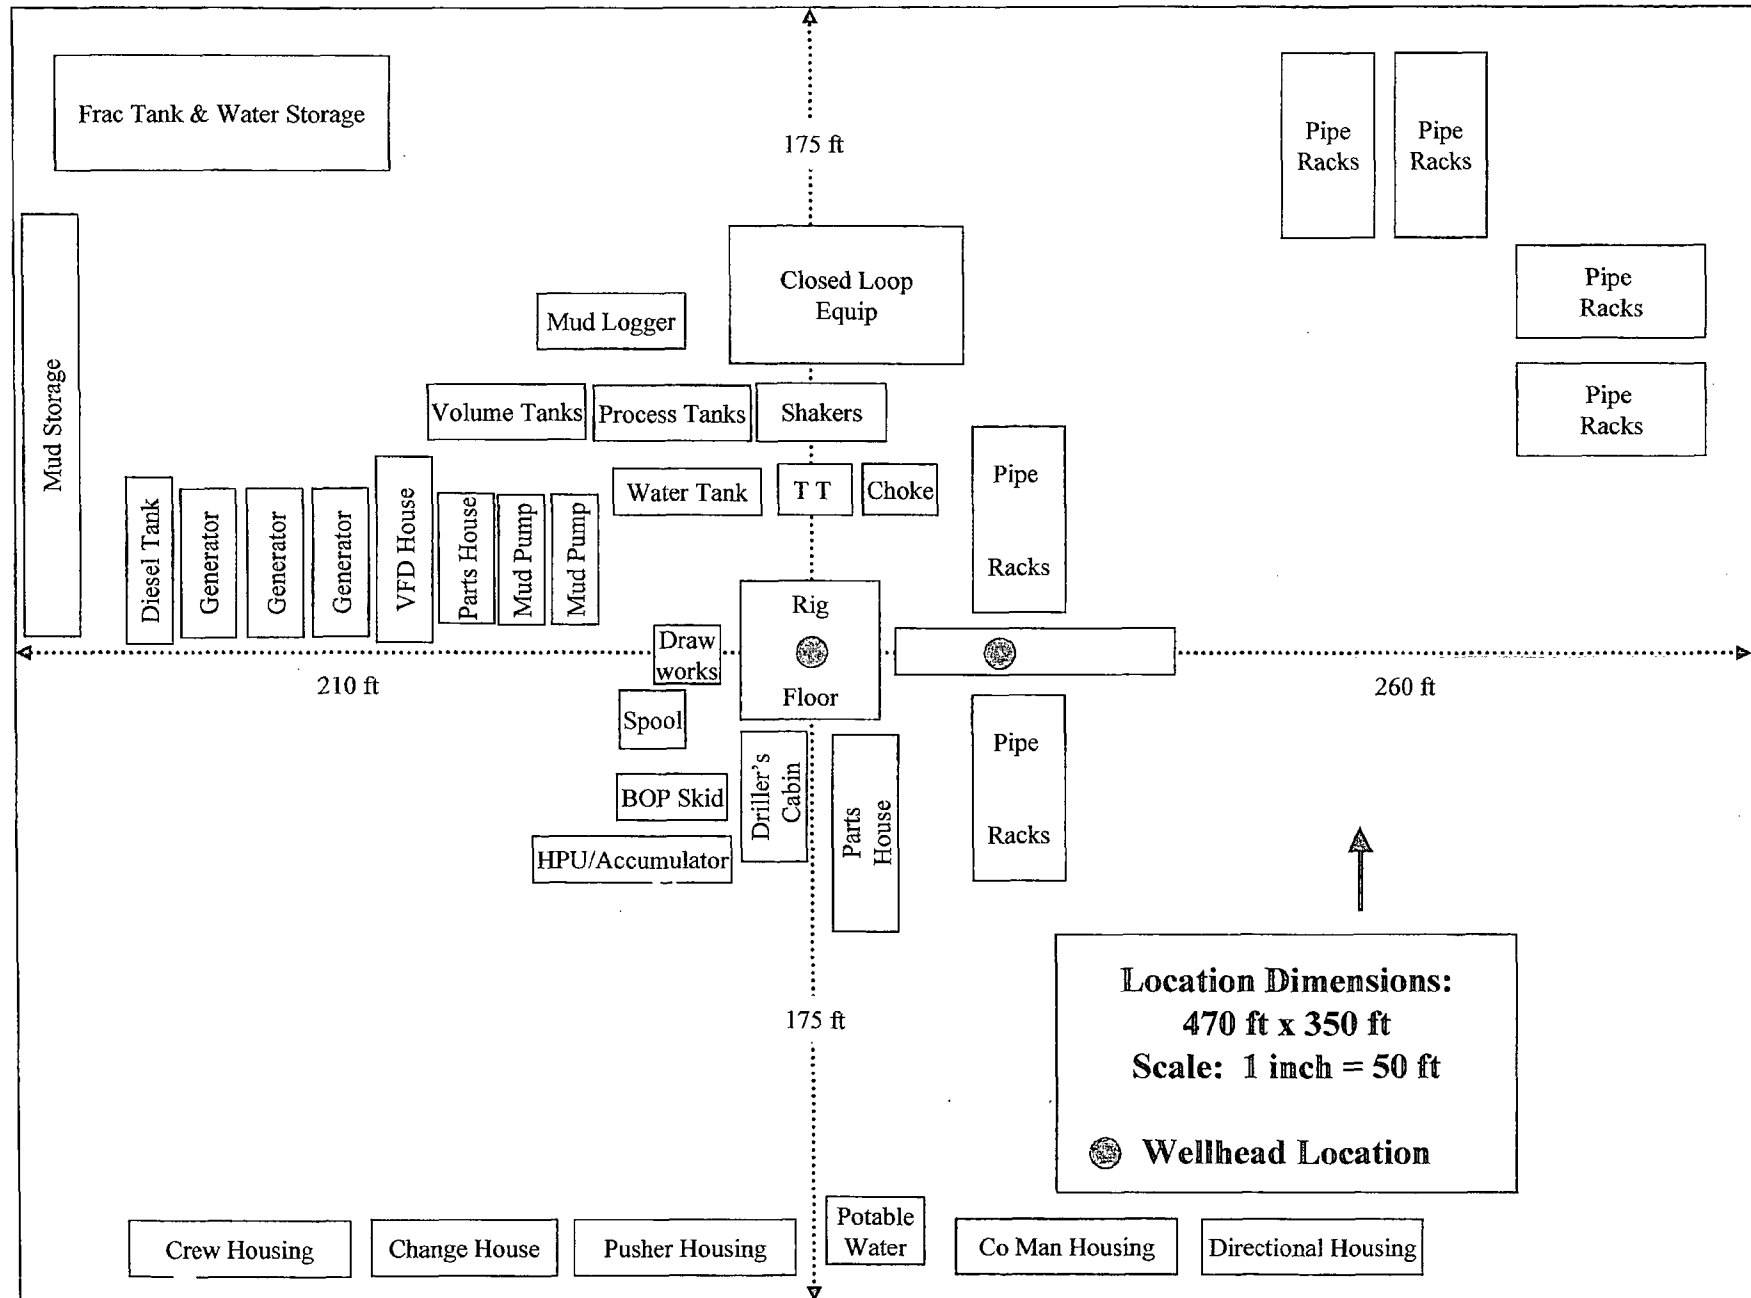 Frac Tank & Water Storage
175 ft
Pipe
Racks
Pipe
Racks
Closed Loop
Equip
Pipe
Racks
Mud Logger
Mud Storage
Volume Tanks
Process Tanks
Shakers
Pipe
Racks
Water Tank
T T
Choke
Pipe
Racks
Diesel Tank
Generator
Generator
Generator
VFD House
Parts House
Mud Pump
Mud Pump
Rig
Floor
Draw
works
210 ft
260 ft
Spool
Driller's
Cabin
Parts
House
Pipe
Racks
BOP Skid
HPU/Accumulator
Location Dimensions:
470 ft x 350 ft
Scale: 1 inch = 50 ft
Wellhead Location
175 ft
Crew Housing
Change House
Pusher Housing
Potable
Water
Co Man Housing
Directional Housing